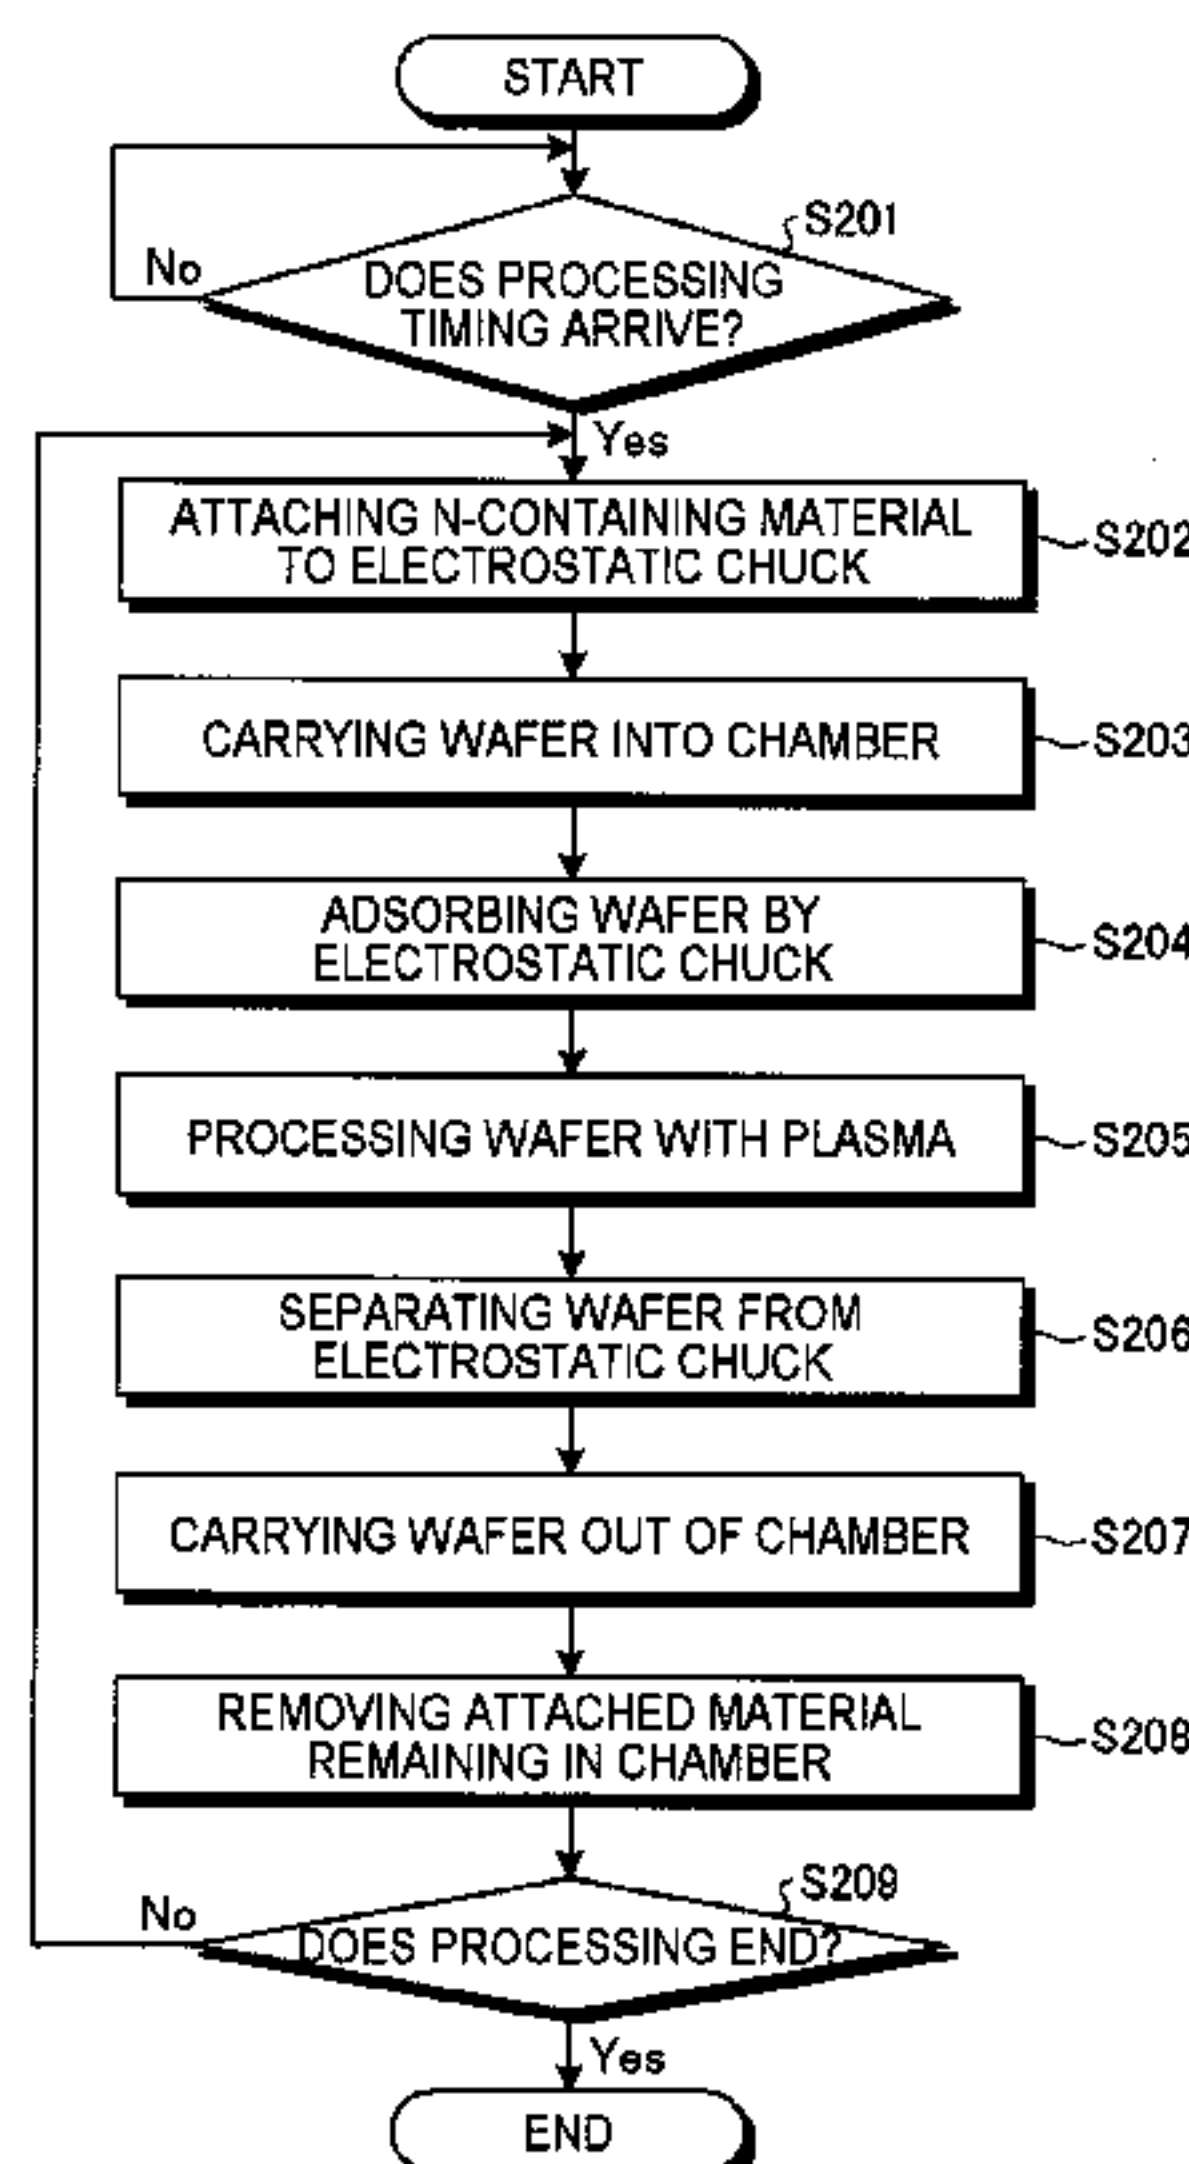 START
S201
No
DOES PROCESSING
TIMING ARRIVE?
Yes
ATTACHING N-CONTAINING MATERIAL
TO ELECTROSTATIC CHUCK
S202
CARRYING WAFER INTO CHAMBER
S203
ADSORBING WAFER BY
ELECTROSTATIC CHUCK
S204
PROCESSING WAFER WITH PLASMA
S205
SEPARATING WAFER FROM
ELECTROSTATIC CHUCK
S206
CARRYING WAFER OUT OF CHAMBER
S207
REMOVING ATTACHED MATERIAL
REMAINING IN CHAMBER
S208
S209
No
DOES PROCESSING END?
Yes
END